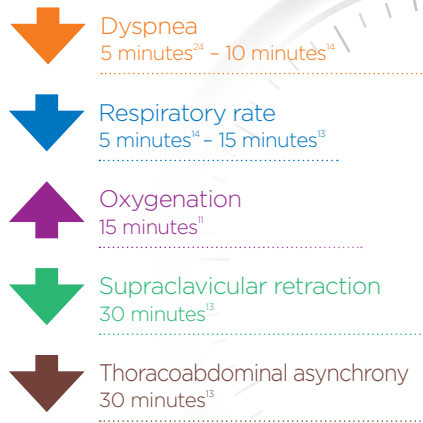 Dyspnea
5 minutes²⁴ – 10 minutes¹⁴
Respiratory rate
5 minutes¹⁴ – 15 minutes¹³
Oxygenation
15 minutes¹¹
Supraclavicular retraction
30 minutes¹³
Thoracoabdominal asynchrony
30 minutes¹³